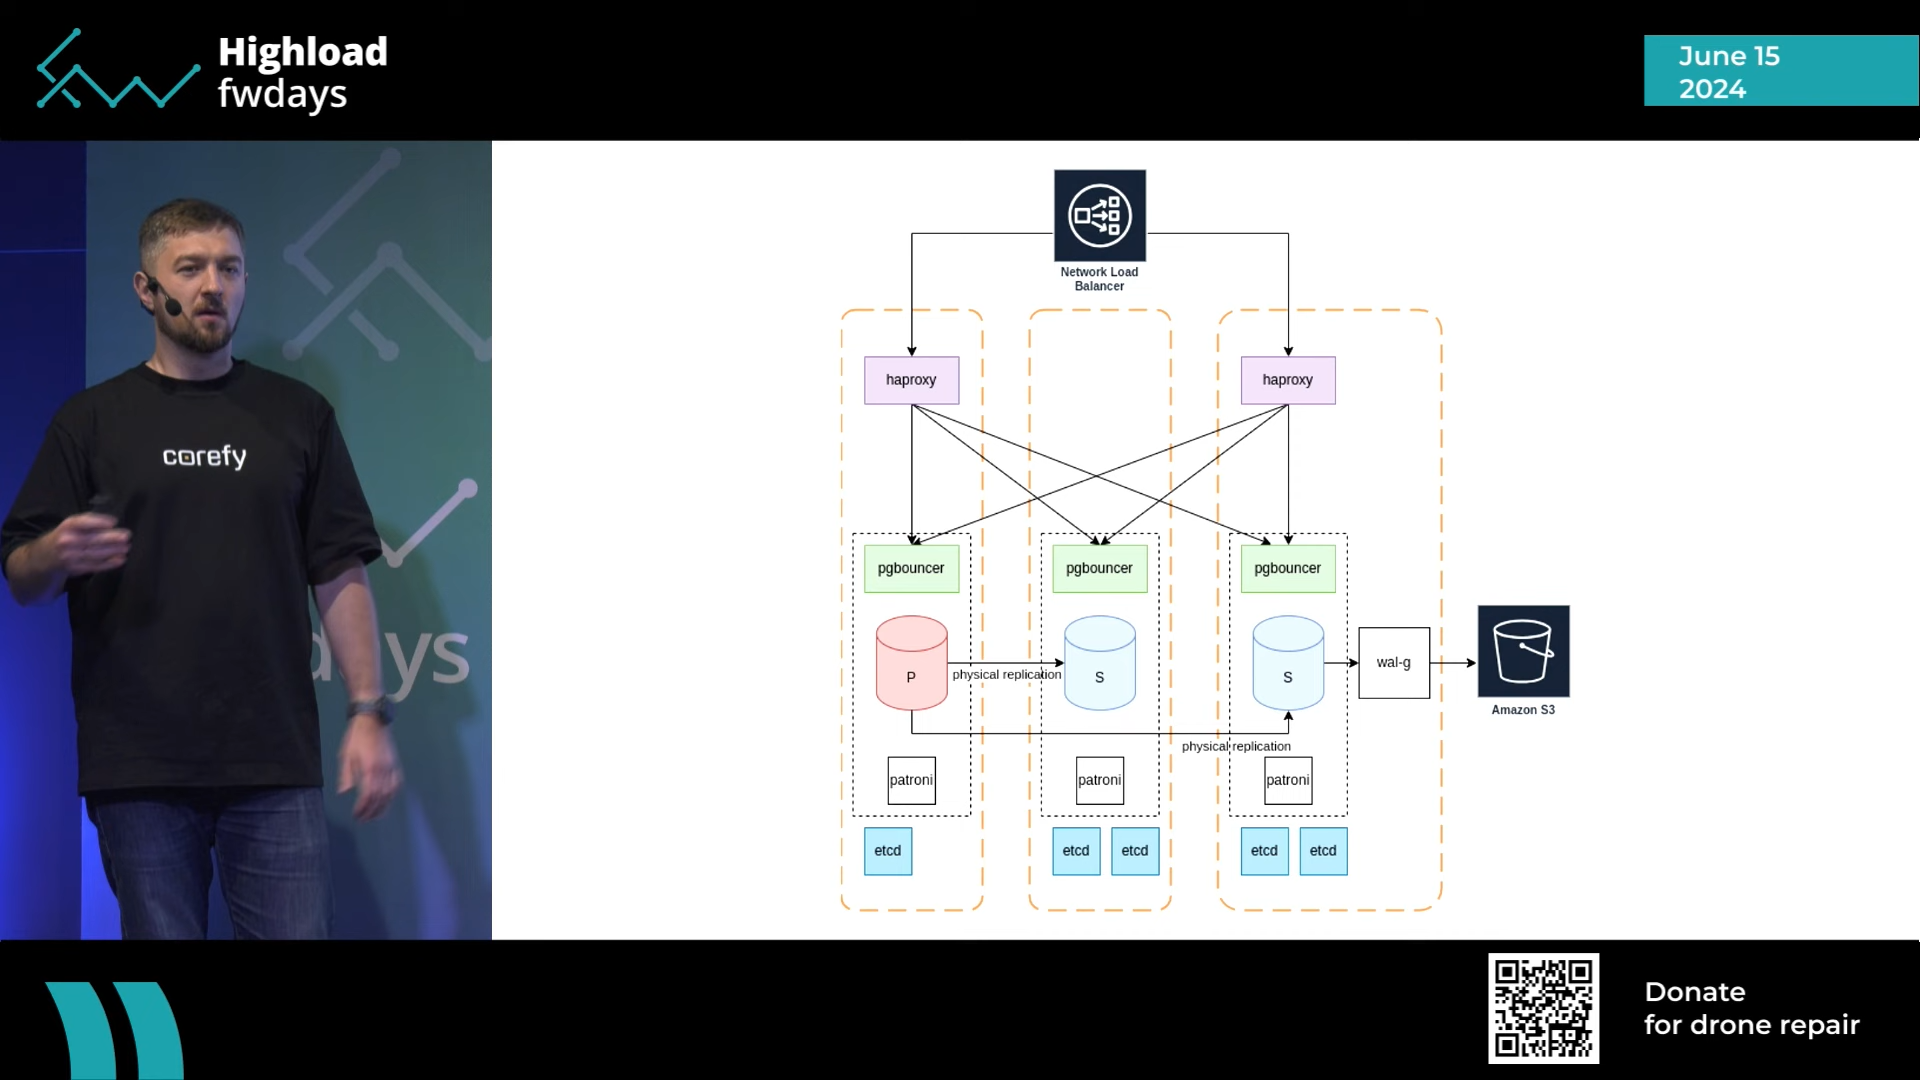 Highload
fwdays
June 15
2024
corefy
days
Network Load
Balancer
haproxy
haproxy
pgbouncer
pgbouncer
pgbouncer
P
physical replication
S
S
wal-g
Amazon S3
physical replication
patroni
patroni
patroni
etcd
etcd
etcd
etcd
etcd
Donate
for drone repair